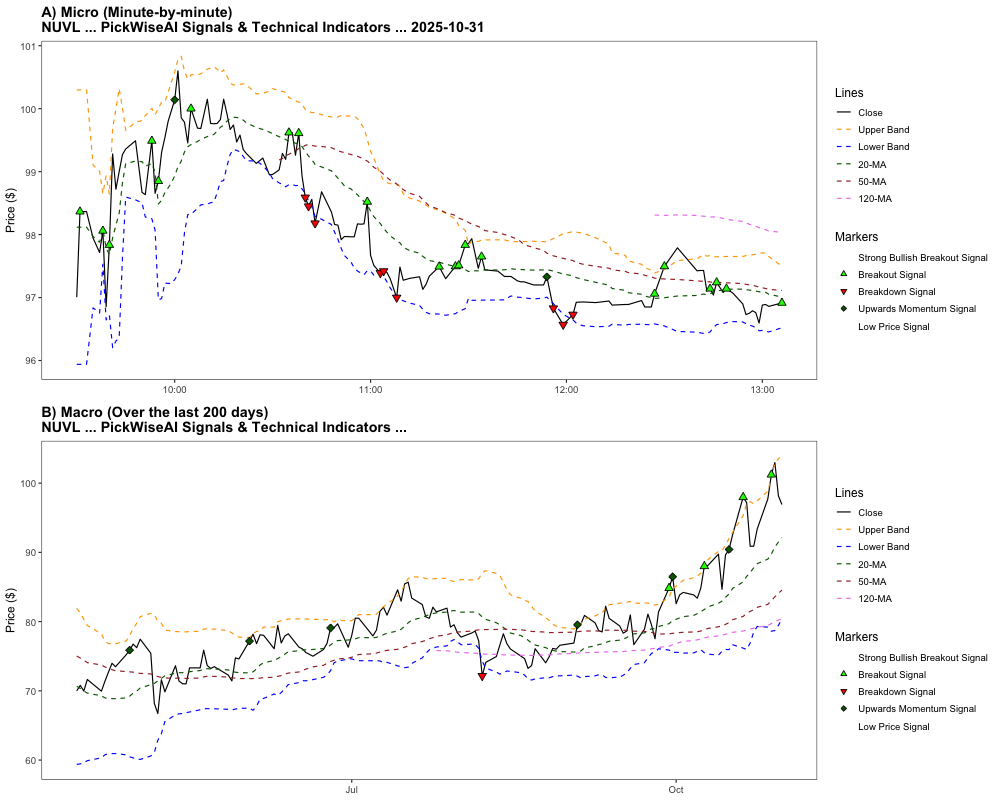 A) Micro (Minute-by-minute)
NUVL ... PickWiseAI Signals & Technical Indicators ... 2025-10-31
Price ($)
101
100
99
98
97
96
10:00
11:00
12:00
13:00
Lines
Close
Upper Band
Lower Band
20-MA
50-MA
120-MA
Markers
Strong Bullish Breakout Signal
Breakout Signal
Breakdown Signal
Upwards Momentum Signal
Low Price Signal
B) Macro (Over the last 200 days)
NUVL ... PickWiseAI Signals & Technical Indicators ...
Price ($)
100
90
80
70
60
Jul
Oct
Lines
Close
Upper Band
Lower Band
20-MA
50-MA
120-MA
Markers
Strong Bullish Breakout Signal
Breakout Signal
Breakdown Signal
Upwards Momentum Signal
Low Price Signal